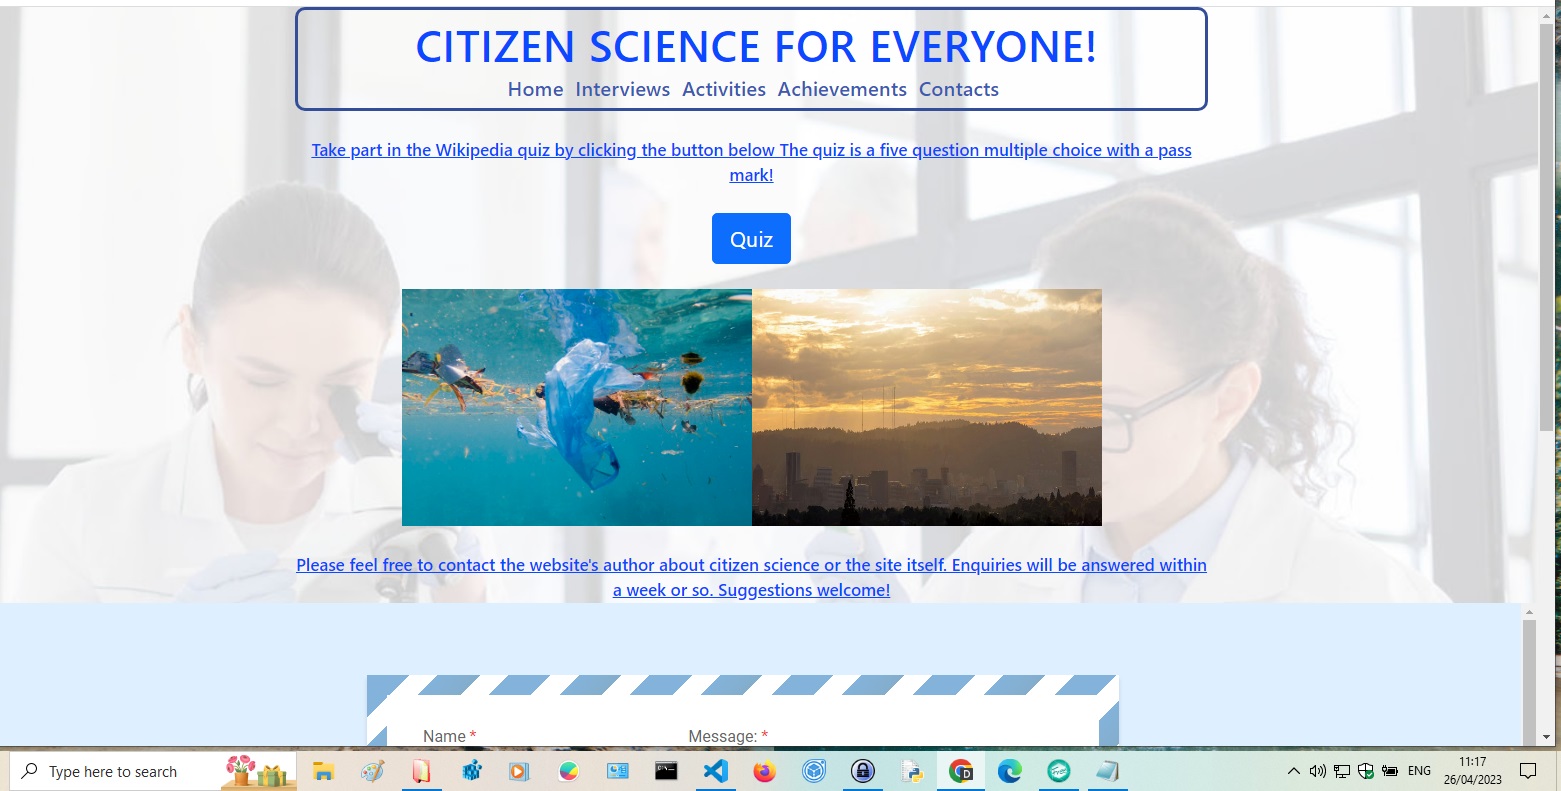 CITIZEN SCIENCE FOR EVERYONE!
Home Interviews Activities Achievements Contacts
Take part in the Wikipedia quiz by clicking the button below The quiz is a five question multiple choice with a pass
mark!
Quiz
Please feel free to contact the website's author about citizen science or the site itself. Enquiries will be answered within
a week or so. Suggestions welcome!
Name *
Message: *
Type here to search
ENG
11:17
26/04/2023